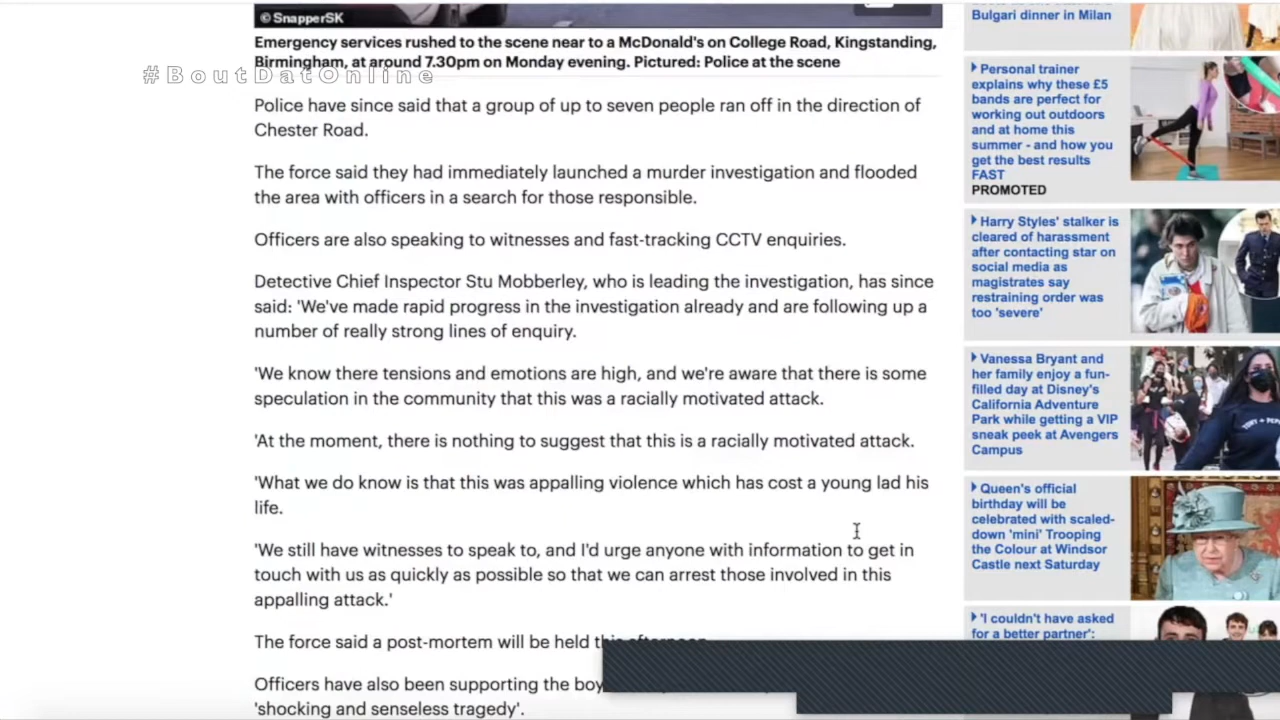 © SnapperSK
Emergency services rushed to the scene near to a McDonald's on College Road, Kingstanding,
Birmingham, at around 7.30pm on Monday evening. Pictured: Police at the scene
#BoutDatOnline
Police have since said that a group of up to seven people ran off in the direction of
Chester Road.
The force said they had immediately launched a murder investigation and flooded
the area with officers in a search for those responsible.
Officers are also speaking to witnesses and fast-tracking CCTV enquiries.
Detective Chief Inspector Stu Mobberley, who is leading the investigation, has since
said: 'We've made rapid progress in the investigation already and are following up a
number of really strong lines of enquiry.
'We know there tensions and emotions are high, and we're aware that there is some
speculation in the community that this was a racially motivated attack.
'At the moment, there is nothing to suggest that this is a racially motivated attack.
'What we do know is that this was appalling violence which has cost a young lad his
life.
'We still have witnesses to speak to, and I'd urge anyone with information to get in
touch with us as quickly as possible so that we can arrest those involved in this
appalling attack.'
The force said a post-mortem will be held this afternoon.
Officers have also been supporting the boy
'shocking and senseless tragedy'.
Bulgari dinner in Milan
Personal trainer
explains why these £5
bands are perfect for
working out outdoors
and at home this
summer - and how you
get the best results
FAST
PROMOTED
Harry Styles' stalker is
cleared of harassment
after contacting star on
social media as
magistrates say
restraining order was
too 'severe'
Vanessa Bryant and
her family enjoy a fun-
filled day at Disney's
California Adventure
Park while getting a VIP
sneak peek at Avengers
Campus
Queen's official
birthday will be
celebrated with scaled-
down 'mini' Trooping
the Colour at Windsor
Castle next Saturday
'I couldn't have asked
for a better partner':